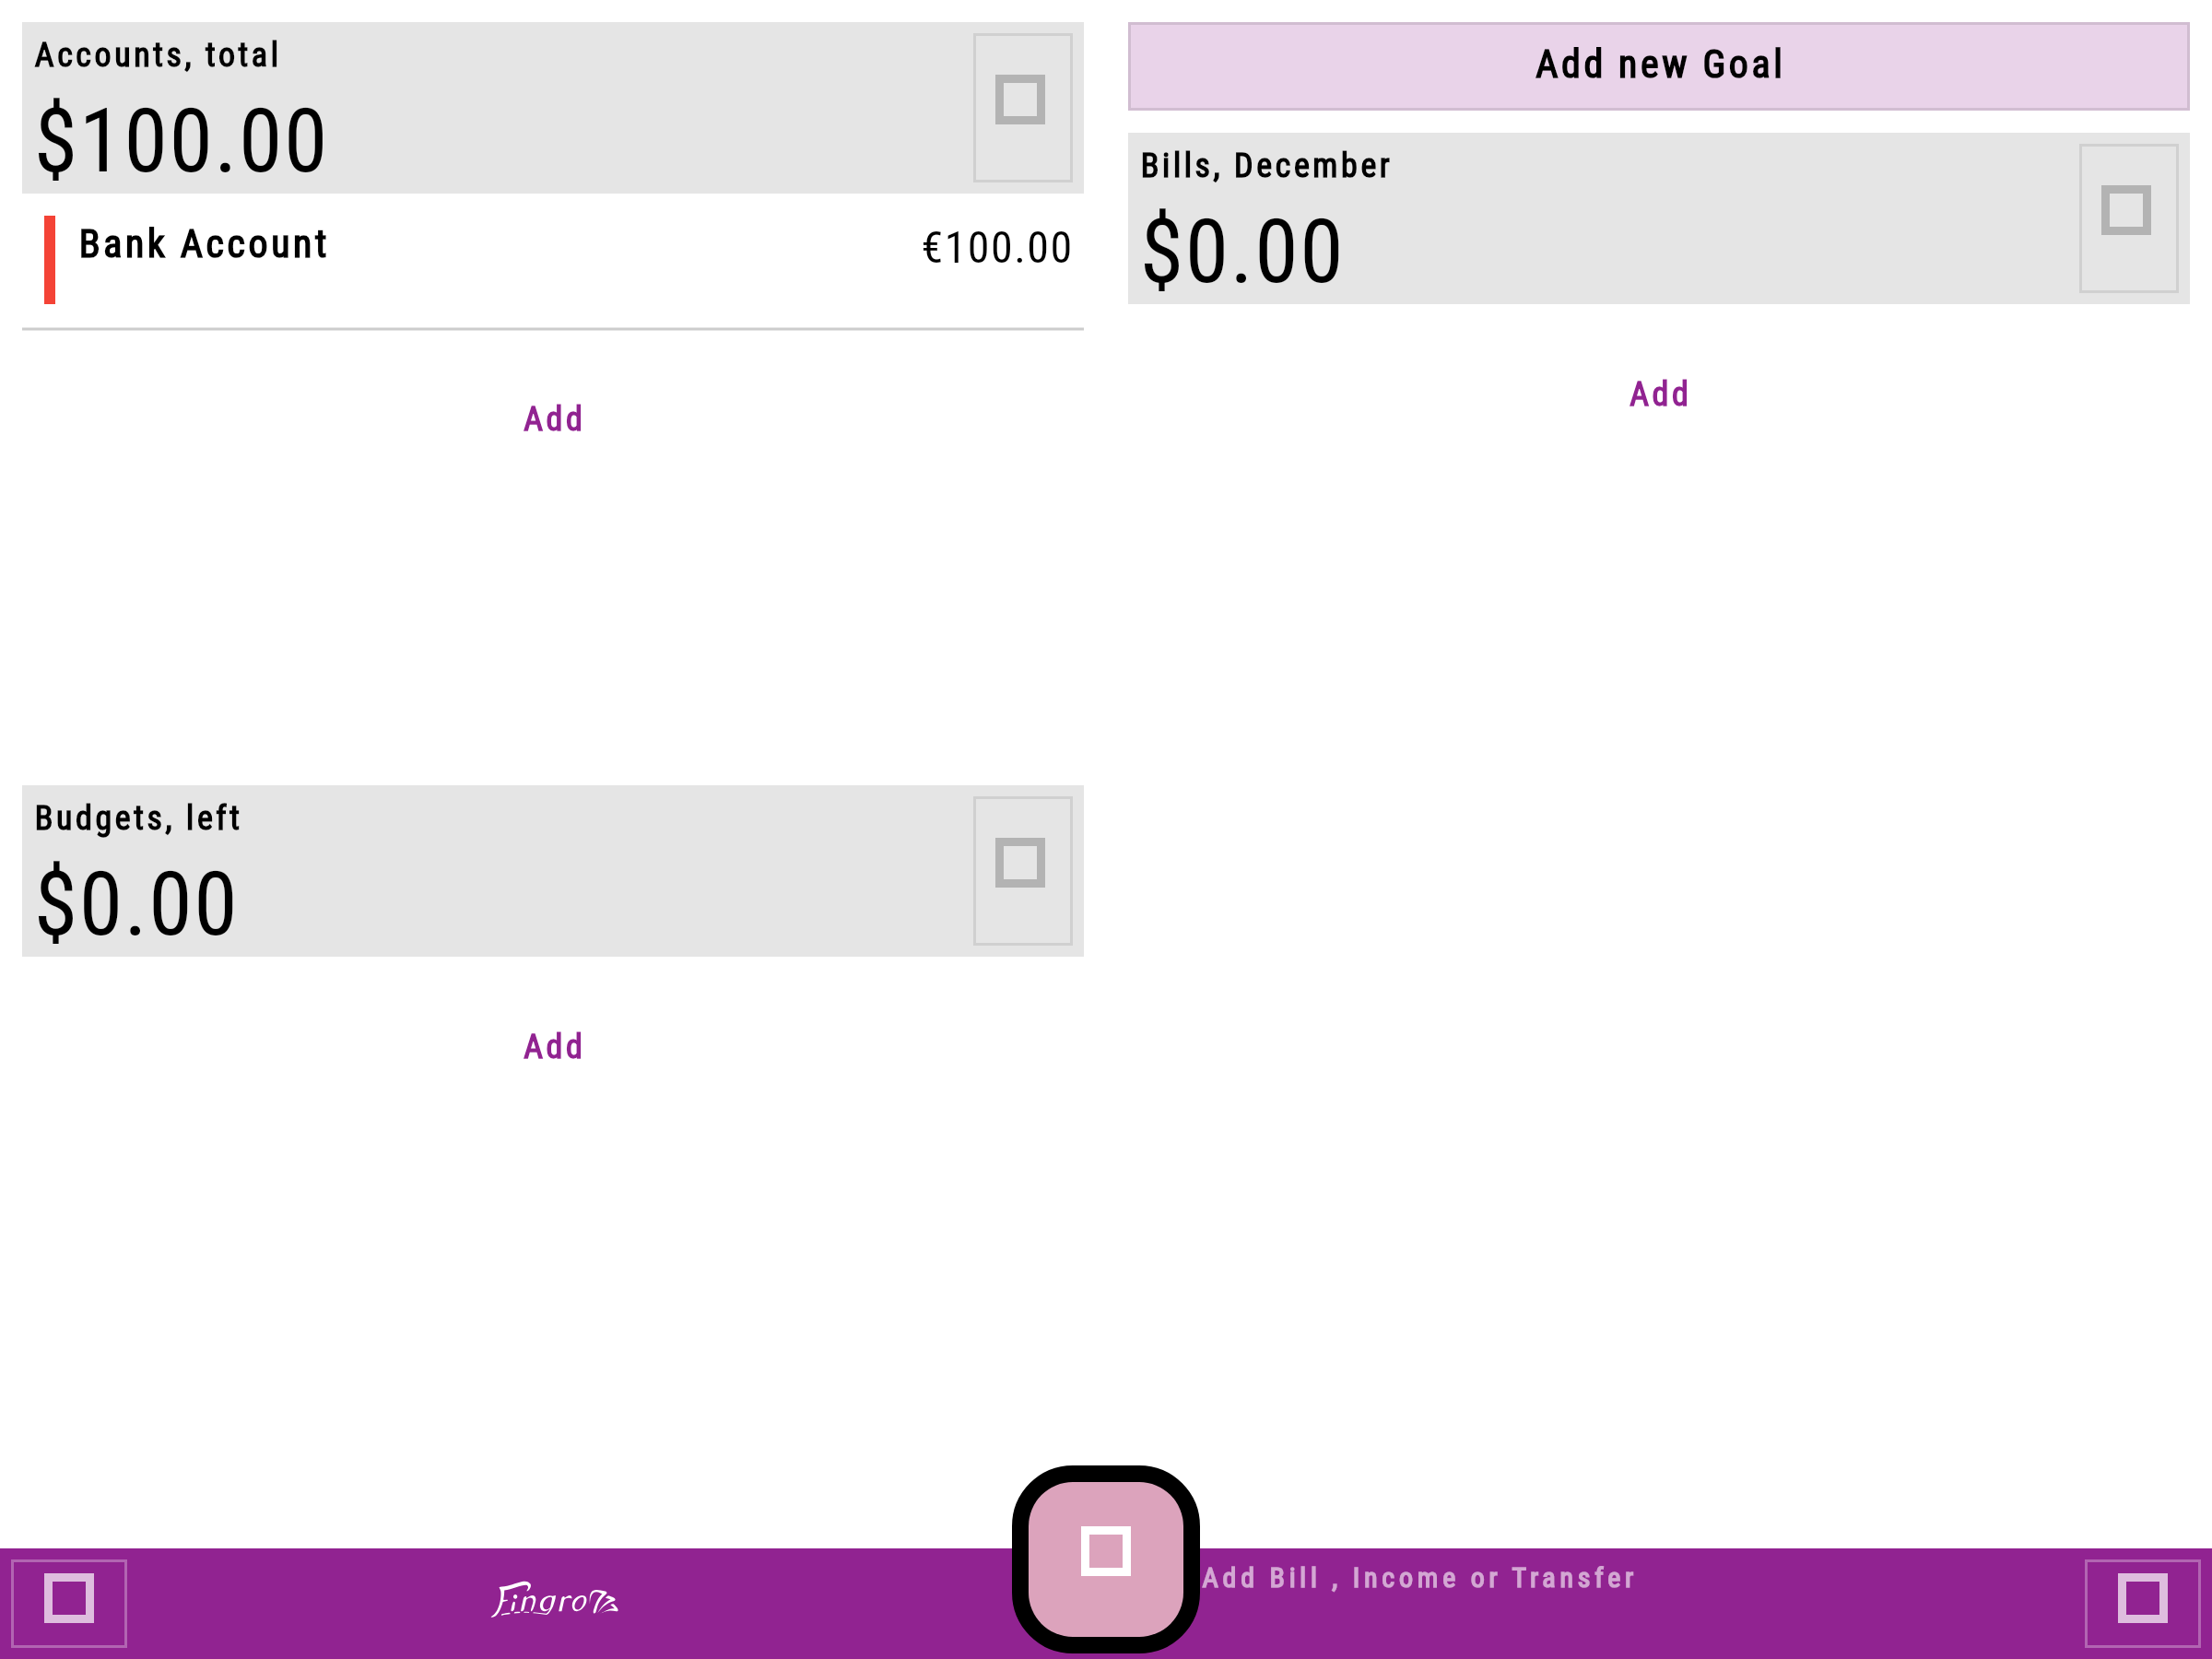 Accounts, total
$100.00
Bank Account
€100.00
Add
Budgets, left
$0.00
Add
Add new Goal
Bills, December
$0.00
Add
Fingro
Add Bill , Income or Transfer